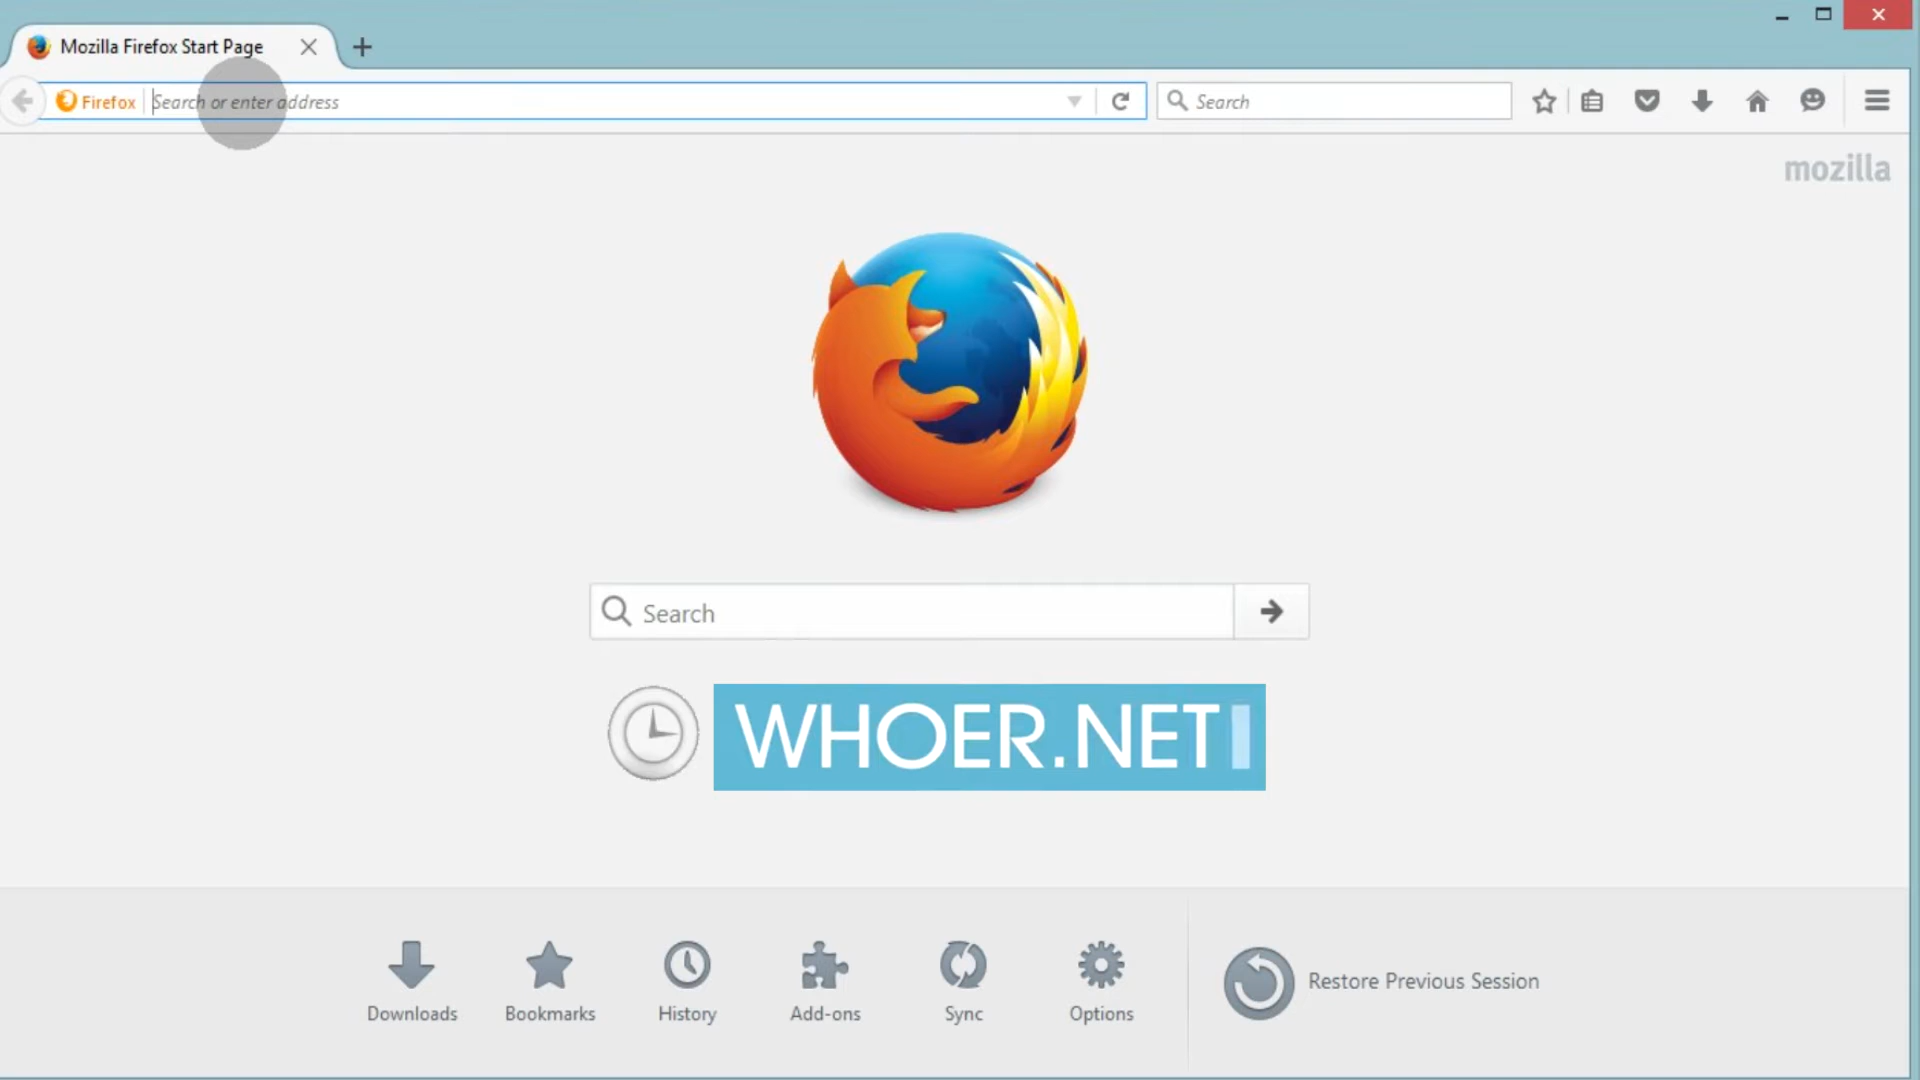 Mozilla Firefox Start Page
Firefox Search or enter address
Search
mozilla
Search
WHOER.NET
Downloads
Bookmarks
History
Add-ons
Sync
Options
Restore Previous Session